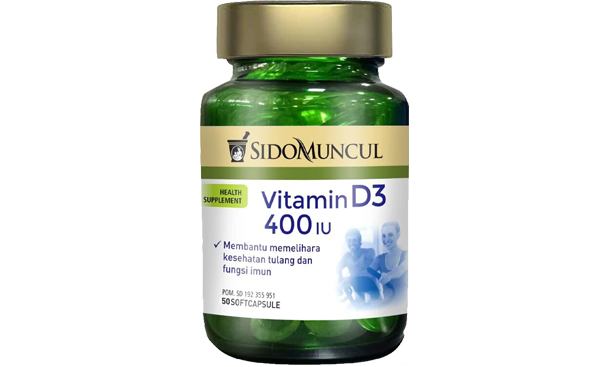 SIDOMUNCUL
HEALTH
SUPPLEMENT
Vitamin D3
400 IU
✓ Membantu memelihara
kesehatan tulang dan
fungsi imun
POM. SD 192 355 951
50 SOFTCAPSULE